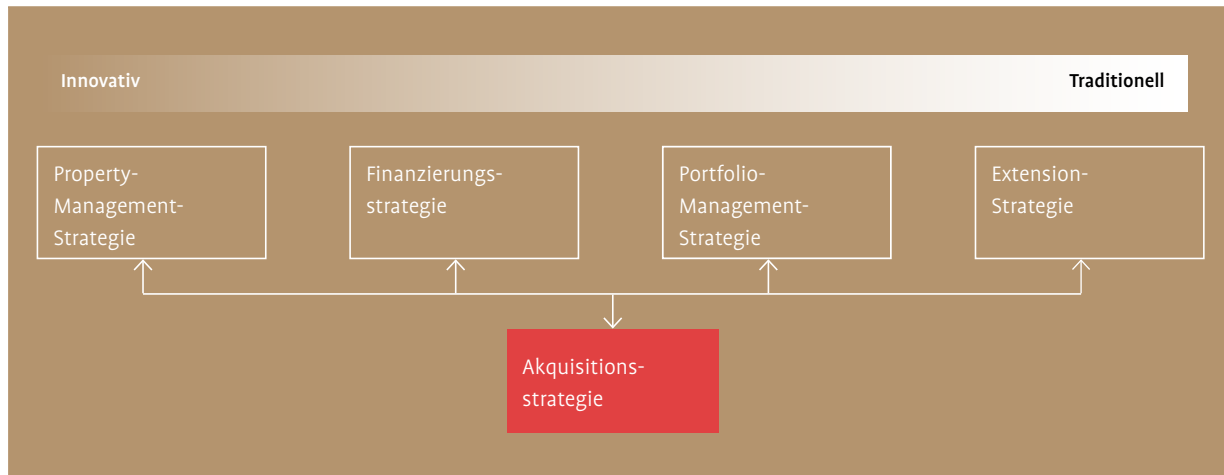 Innovativ
Traditionell
Property-
Management-
Strategie
Finanzierungs-
strategie
Portfolio-
Management-
Strategie
Extension-
Strategie
Akquisitions-
strategie